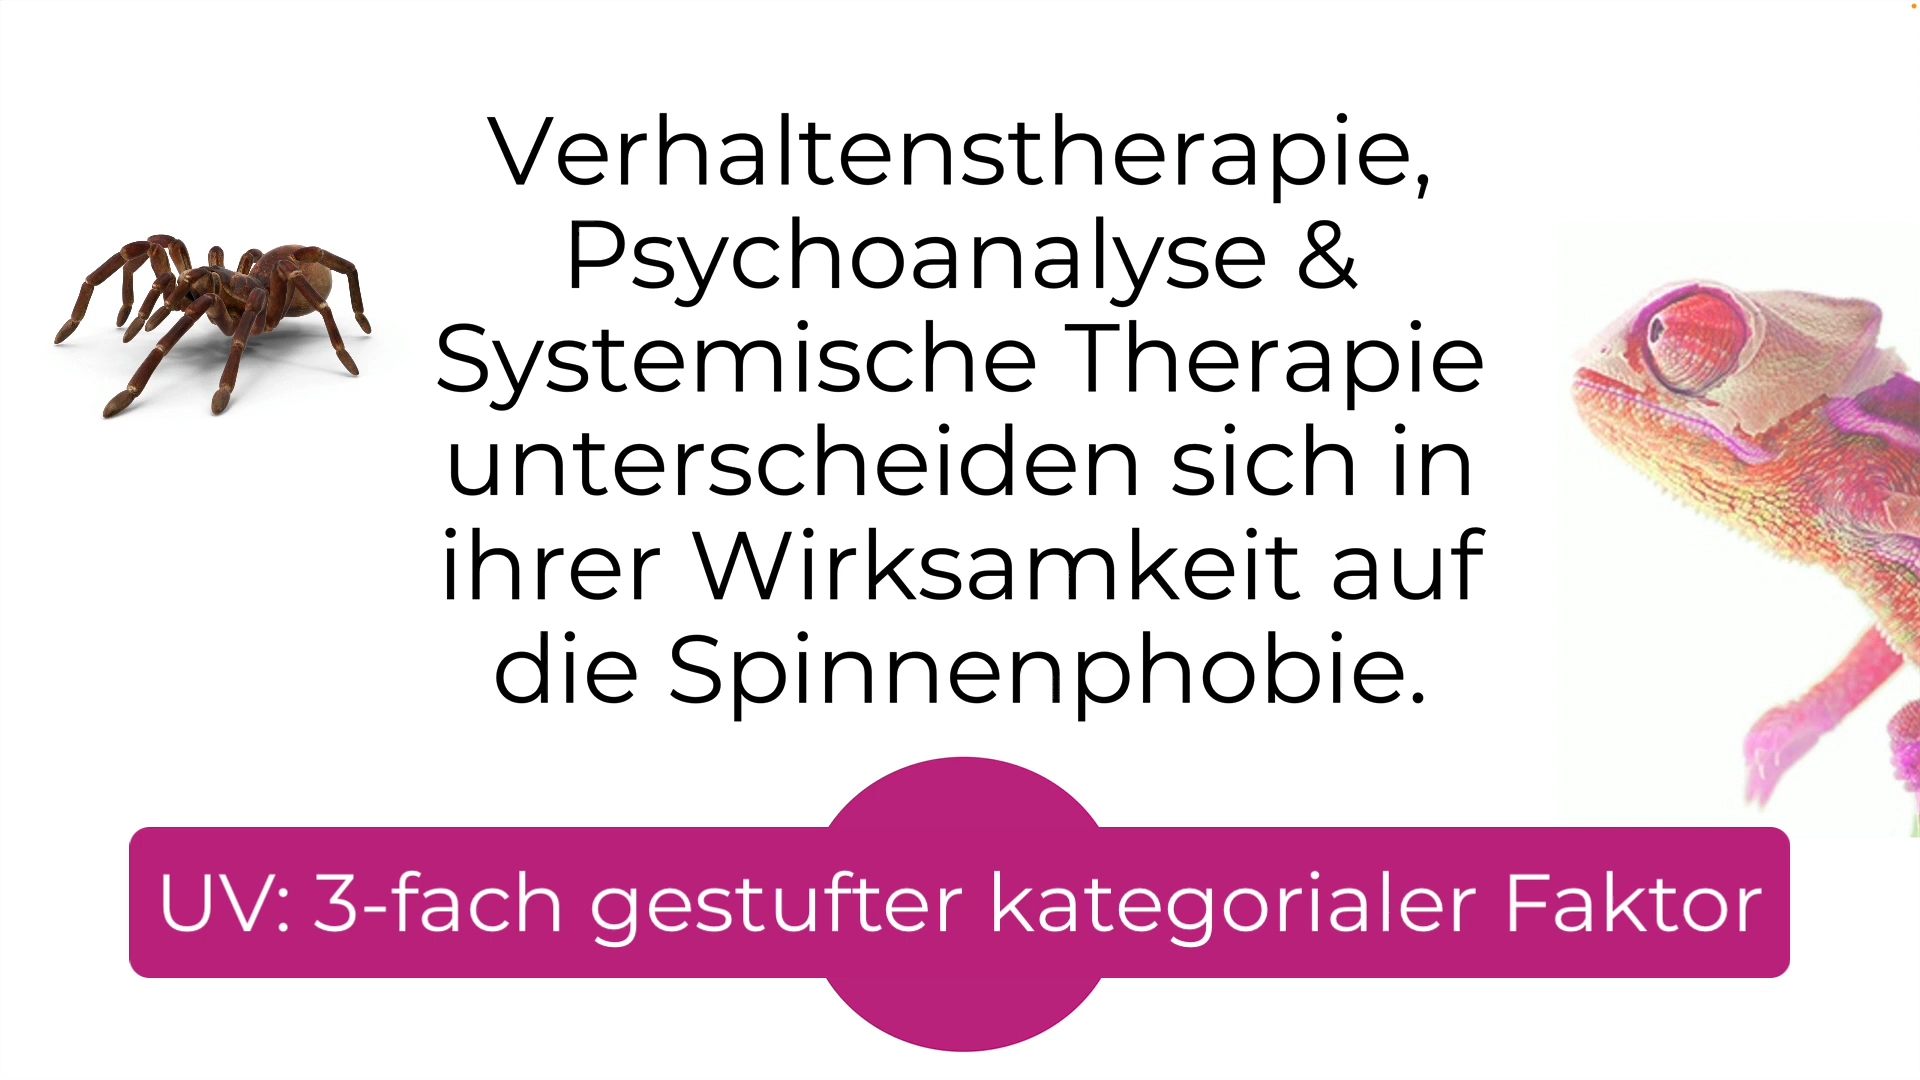 Verhaltenstherapie,
Psychoanalyse &
Systemische Therapie
unterscheiden sich in
ihrer Wirksamkeit auf
die Spinnenphobie.
UV: 3-fach gestufter kategorialer Faktor